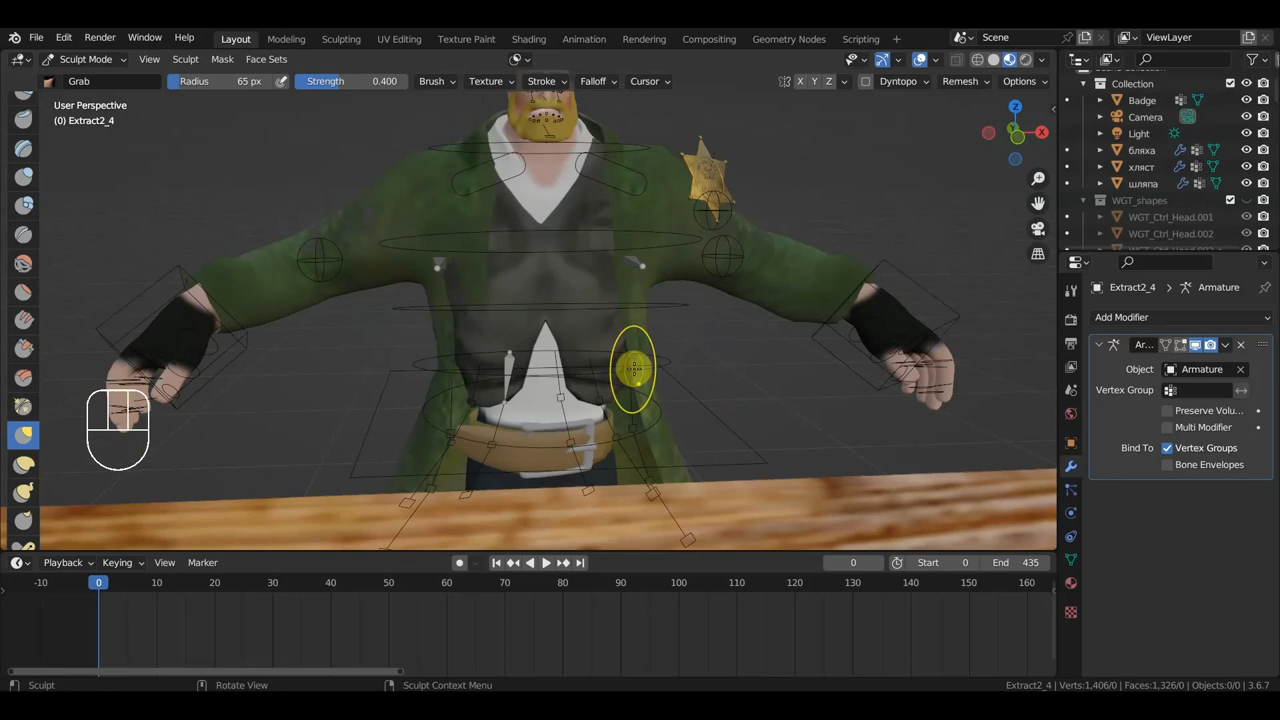 File Edit Render Window Help Layout Modeling Sculpting UV Editing Texture Paint Shading Animation Rendering Compositing Geometry Nodes Scripting + Scene ViewLayer
Sculpt Mode View Sculpt Mask Face Sets
Grab Radius 65 px Strength 0.400 Brush Texture Stroke Falloff Cursor X Y Z Dyntopo Remesh Options
User Perspective
(0) Extract2_4
Z
X
Y
Collection
Badge
Camera
Light
бляха
хляст
шляпа
WGT_shapes
WGT_Ctrl_Head.001
WGT_Ctrl_Head.002
Extract2_4 Armature
Add Modifier
Ar...
Object Armature
Vertex Group
Preserve Volu...
Multi Modifier
Bind To Vertex Groups
Bone Envelopes
Playback Keying View Marker 0 Start 0 End 435
-10 0 10 20 30 40 50 60 70 80 90 100 110 120 130 140 150 160
Sculpt Rotate View Sculpt Context Menu Extract2_4 | Verts:1,406/0 | Faces:1,326/0 | Objects:0/0 | 3.6.7